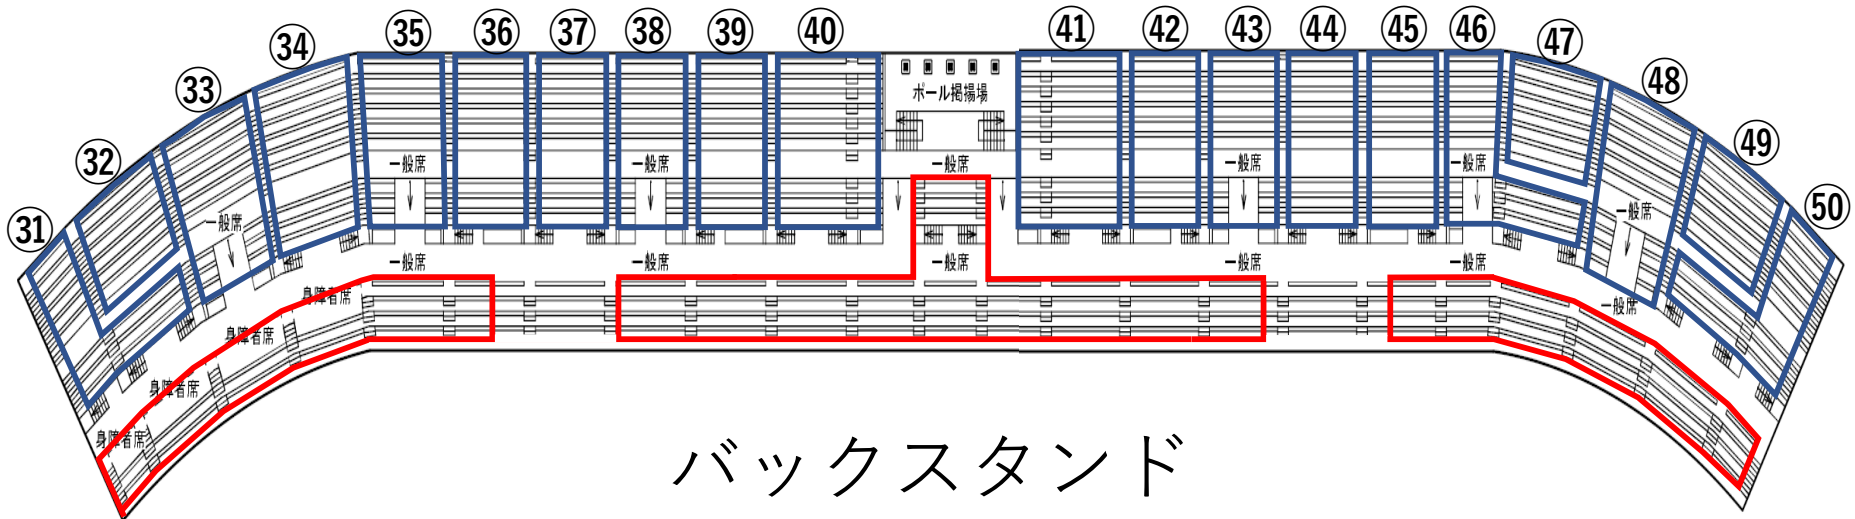 ㉛
㉜
㉝
㉞
㉟
㊱
㊲
㊳
㊴
㊵
㊶
㊷
㊸
㊹
㊺
㊻
㊼
㊽
㊾
㊿
ポール掲揚場
一般席
一般席
一般席
一般席
一般席
一般席
一般席
一般席
一般席
一般席
一般席
一般席
一般席
身障者席
身障者席
身障者席
身障者席
バックスタンド